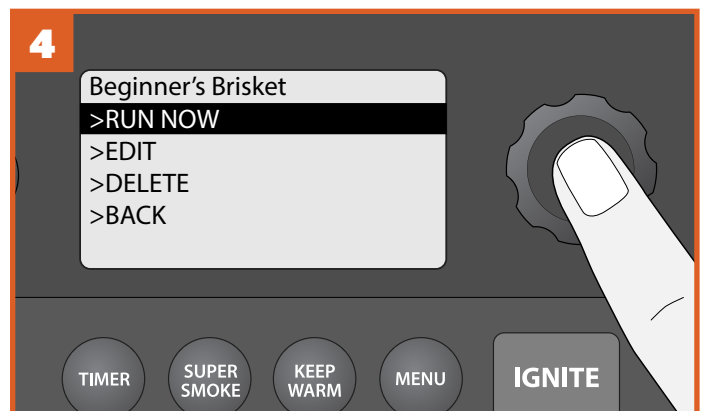 4
Beginner's Brisket
>RUN NOW
>EDIT
>DELETE
>BACK
TIMER
SUPER
SMOKE
KEEP
WARM
MENU
IGNITE